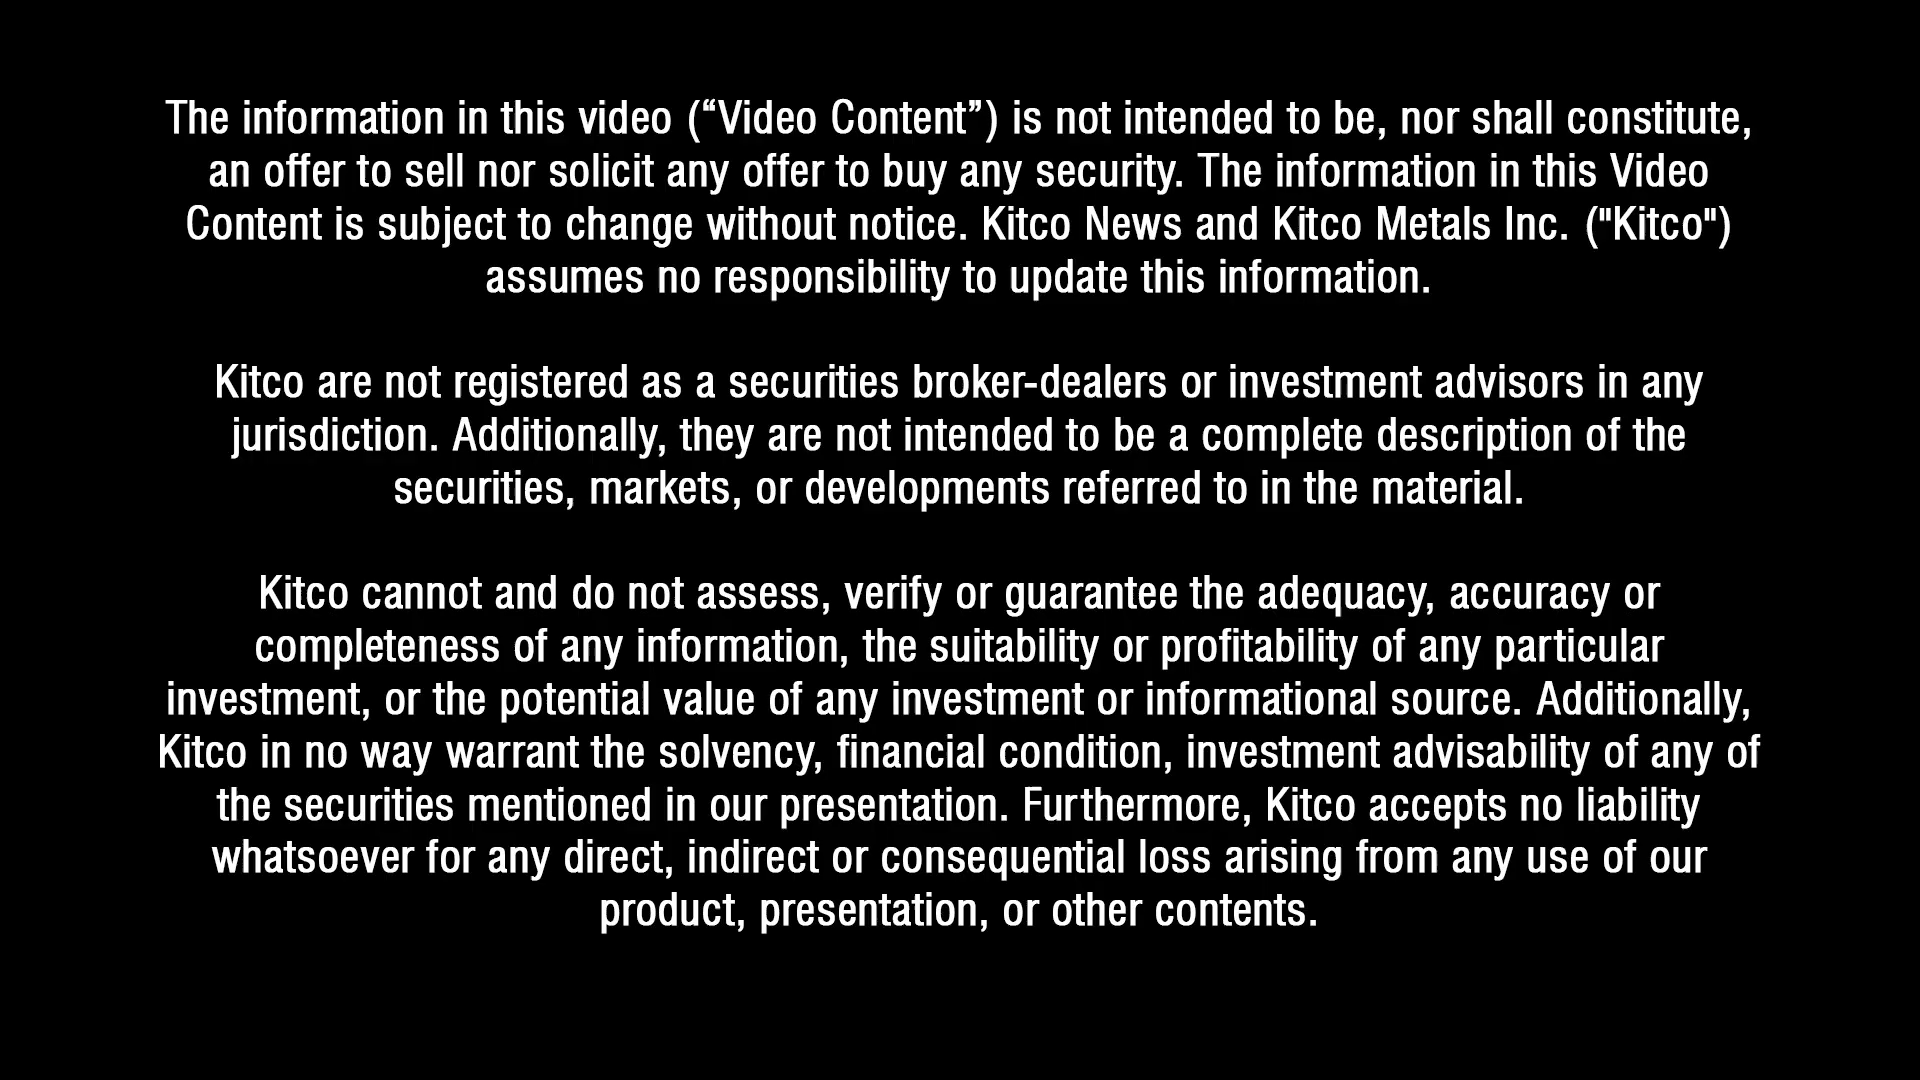 The information in this video (“Video Content”) is not intended to be, nor shall constitute,
an offer to sell nor solicit any offer to buy any security. The information in this Video
Content is subject to change without notice. Kitco News and Kitco Metals Inc. ("Kitco")
assumes no responsibility to update this information.
Kitco are not registered as a securities broker-dealers or investment advisors in any
jurisdiction. Additionally, they are not intended to be a complete description of the
securities, markets, or developments referred to in the material.
Kitco cannot and do not assess, verify or guarantee the adequacy, accuracy or
completeness of any information, the suitability or profitability of any particular
investment, or the potential value of any investment or informational source. Additionally,
Kitco in no way warrant the solvency, financial condition, investment advisability of any of
the securities mentioned in our presentation. Furthermore, Kitco accepts no liability
whatsoever for any direct, indirect or consequential loss arising from any use of our
product, presentation, or other contents.